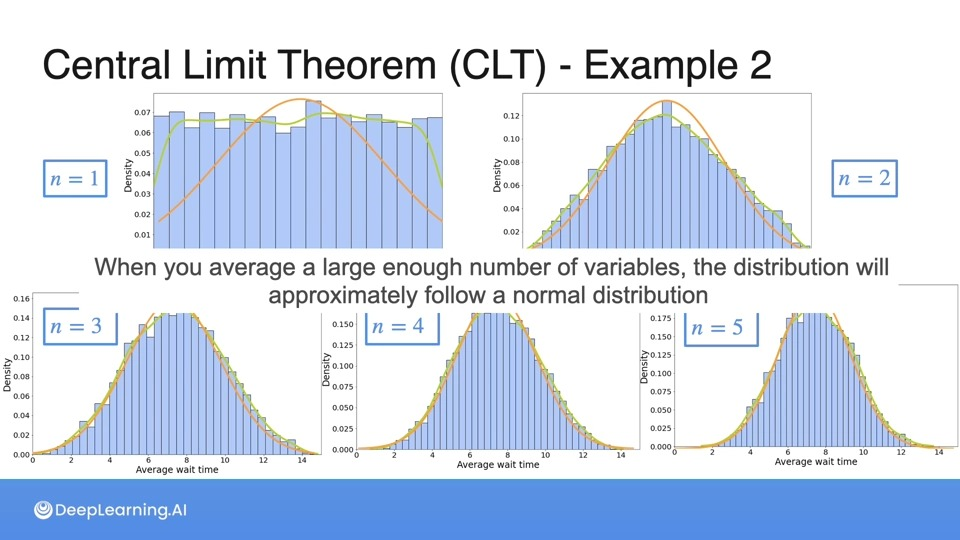 Central Limit Theorem (CLT) - Example 2
n = 1
Density
0.07
0.06
0.05
0.04
0.03
0.02
0.01
Density
0.12
0.10
0.08
0.06
0.04
0.02
n = 2
When you average a large enough number of variables, the distribution will
approximately follow a normal distribution
n = 3
Density
0.16
0.14
0.12
0.10
0.08
0.06
0.04
0.02
0.00
0 2 4 6 8 10 12 14
Average wait time
n = 4
Density
0.150
0.125
0.100
0.075
0.050
0.025
0.000
0 2 4 6 8 10 12 14
Average wait time
n = 5
Density
0.175
0.150
0.125
0.100
0.075
0.050
0.025
0.000
0 2 4 6 8 10 12 14
Average wait time
DeepLearning.AI